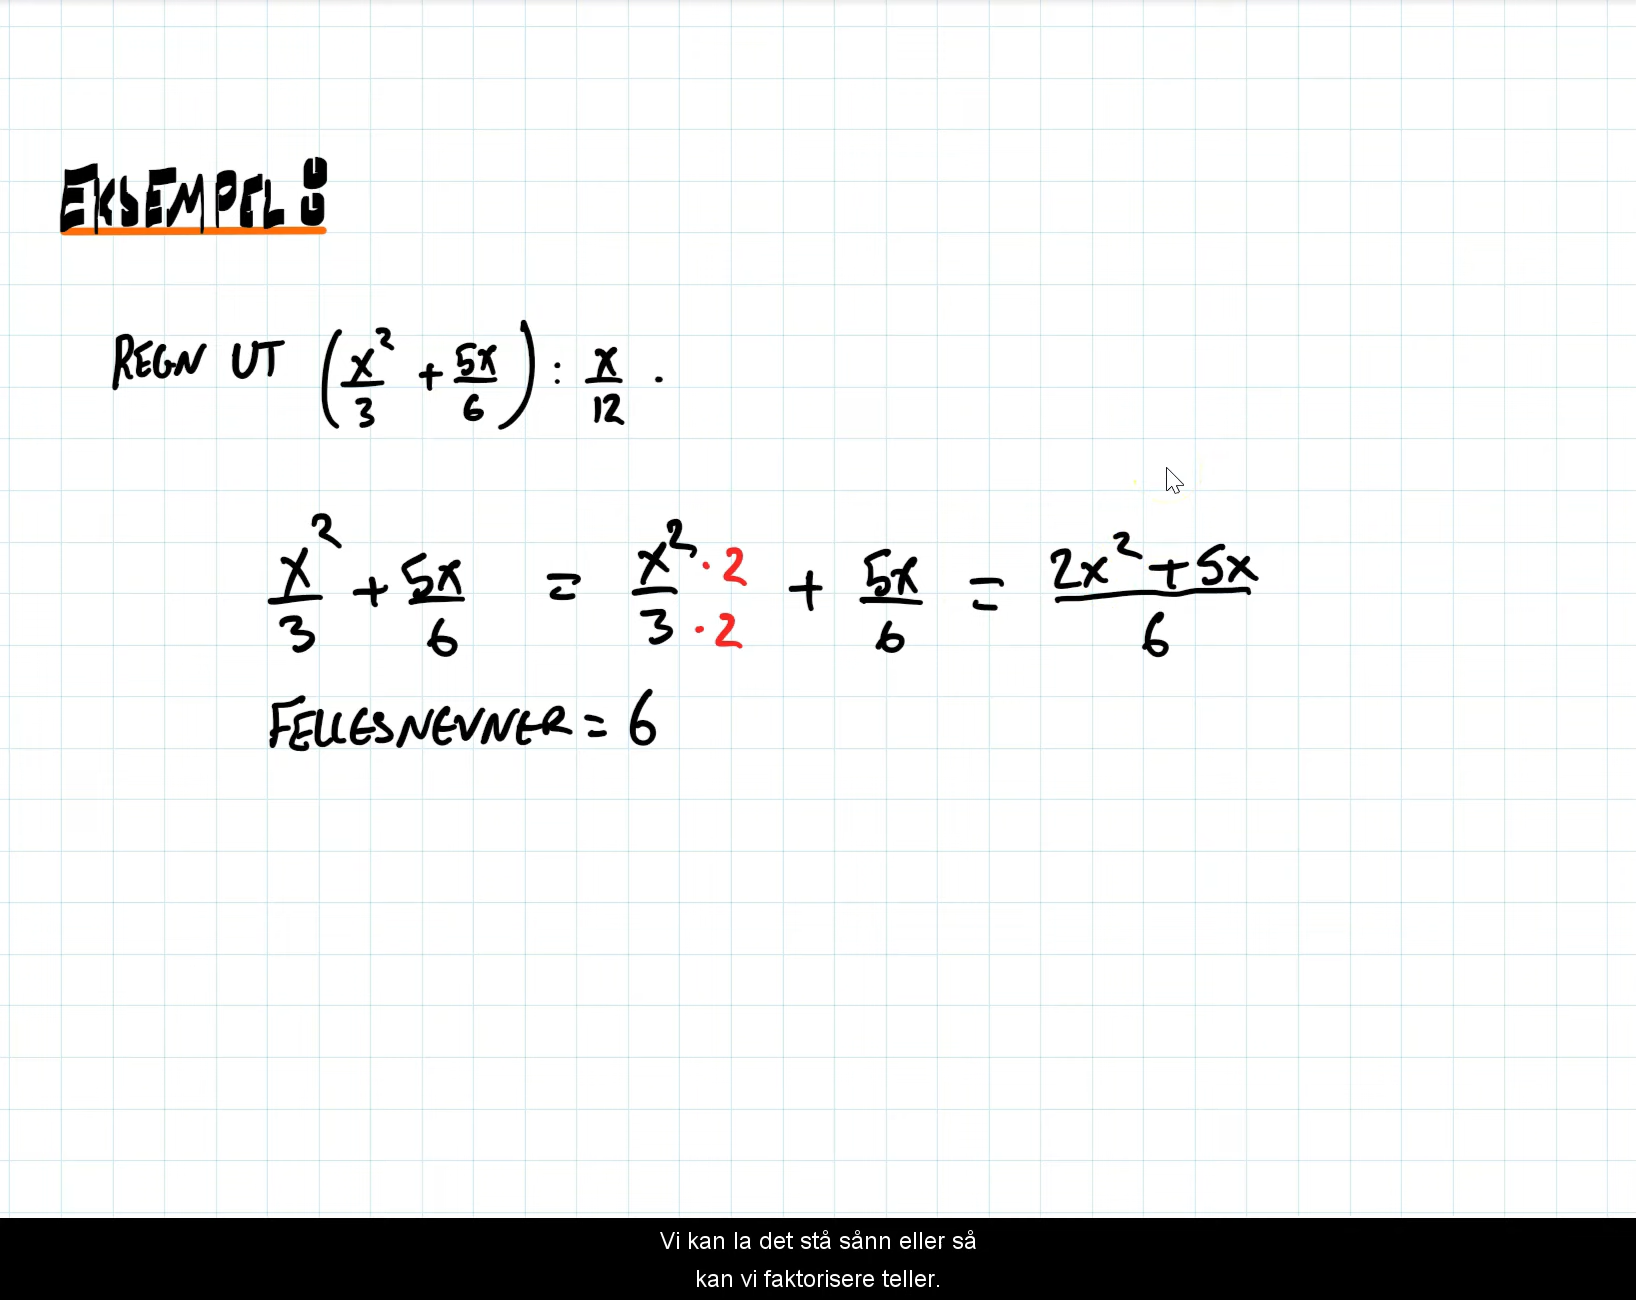 EKSEMPEL:
REGN UT (x²/3 + 5x/6) : x/12 .
x²/3 + 5x/6 = x² · 2/3 · 2 + 5x/6 = 2x² + 5x/6
FELLESNEVNER = 6
Vi kan la det stå sånn eller så
kan vi faktorisere teller.